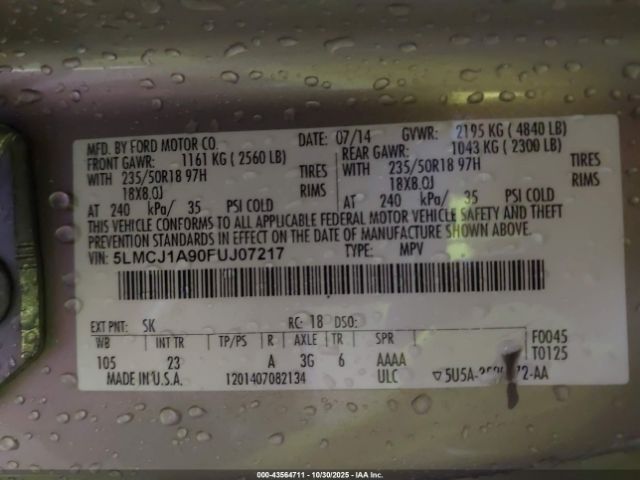 MFD. BY FORD MOTOR CO. DATE: 07/14 GVWR: 2195 KG ( 4840 LB)
FRONT GAWR: 1161 KG ( 2560 LB) REAR GAWR: 1043 KG ( 2300 LB)
WITH 235/50R18 97H TIRES WITH 235/50R18 97H TIRES
18X8.0J RIMS 18X8.0J RIMS
AT 240 kPa/ 35 PSI COLD AT 240 kPa/ 35 PSI COLD
THIS VEHICLE CONFORMS TO ALL APPLICABLE FEDERAL MOTOR VEHICLE SAFETY AND THEFT
PREVENTION STANDARDS IN EFFECT ON THE DATE OF MANUFACTURE SHOWN ABOVE.
VIN: 5LMCJ1A90FUJ07217 TYPE: MPV
EXT PNT: SK RC: 18 DSO: F0045
WB INT TR TP/PS R AXLE TR SPR T0125
105 23 A 3G 6 AAAA
MADE IN U.S.A. 1201407082134 ULC
000-43564711 - 10/30/2025 - IAA Inc.